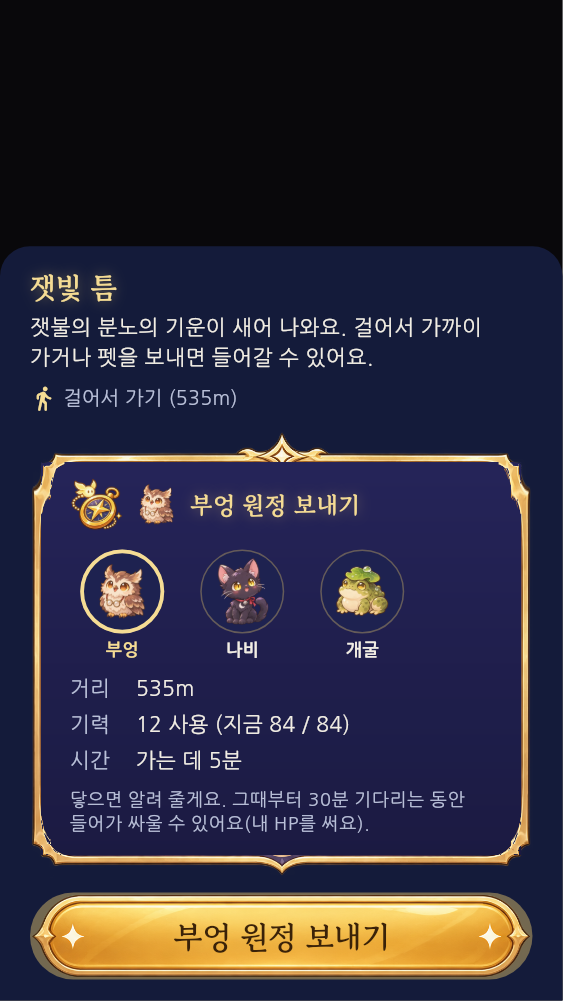 잿빛 틈
잿불의 분노의 기운이 새어 나와요. 걸어서 가까이
가거나 펫을 보내면 들어갈 수 있어요.
걸어서 가기 (535m)
부엉 원정 보내기
부엉 나비 개굴
거리 535m
기력 12 사용 (지금 84 / 84)
시간 가는 데 5분
닿으면 알려 줄게요. 그때부터 30분 기다리는 동안
들어가 싸울 수 있어요(내 HP를 써요).
부엉 원정 보내기